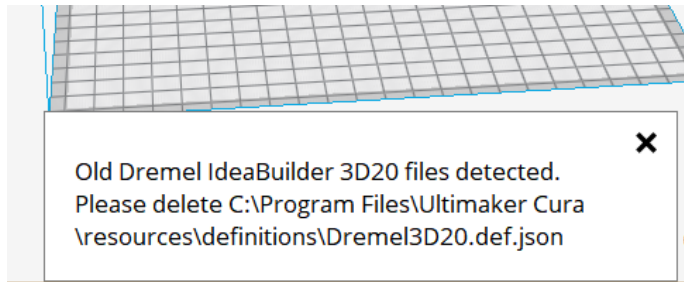 Old Dremel IdeaBuilder 3D20 files detected.
Please delete C:\Program Files\Ultimaker Cura
\resources\definitions\Dremel3D20.def.json